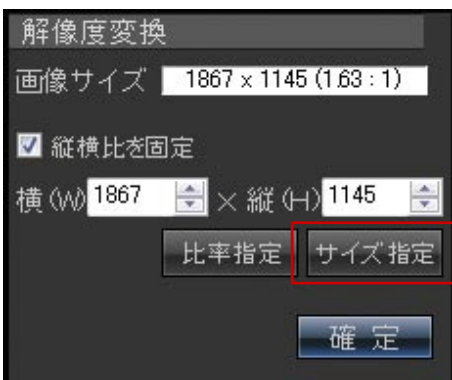 解像度変換
画像サイズ 1867 x 1145 (1.63 : 1)
縦横比を固定
横(W) 1867 × 縦(H) 1145
比率指定 サイズ指定
確 定